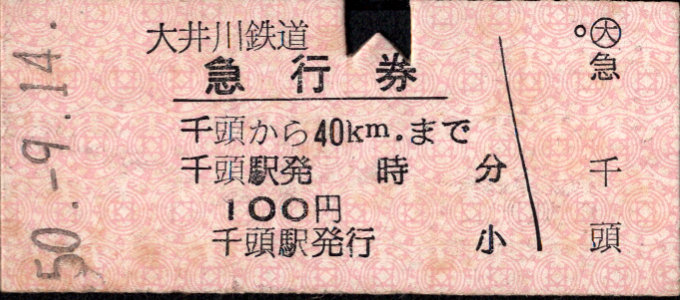 50.-9.14.
大井川鉄道
急行券
千頭から40km.まで
千頭駅発 時 分
100円
千頭駅発行 小
㊅急
千頭